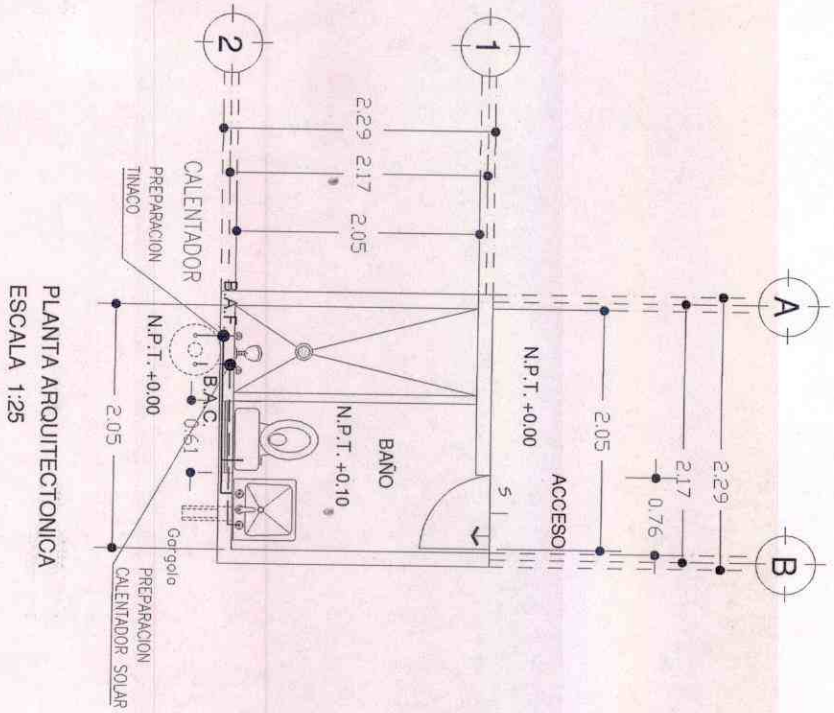 A
B
2.29
2.17
0.76
2.05
ACCESO
N.P.T. +0.00
S
1
2
2.29
2.17
2.05
BAÑO
N.P.T. +0.10
CALENTADOR
PREPARACION
TINACO
B.A.F.
B.A.C.
N.P.T. +0.00
0.61
Gargola
2.05
PREPARACION
CALENTADOR SOLAR
PLANTA ARQUITECTONICA
ESCALA 1:25